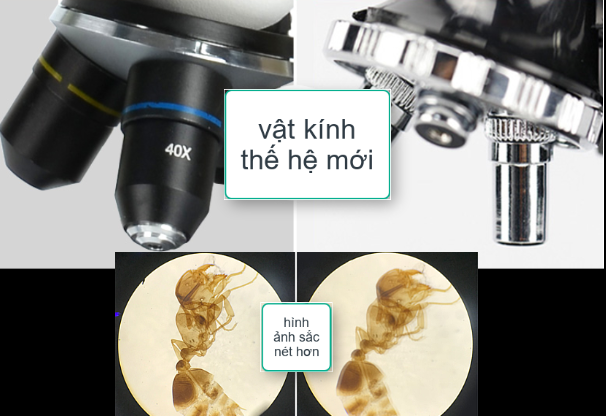 40X
vật kính
thế hệ mới
hình
ảnh sắc
nét hơn